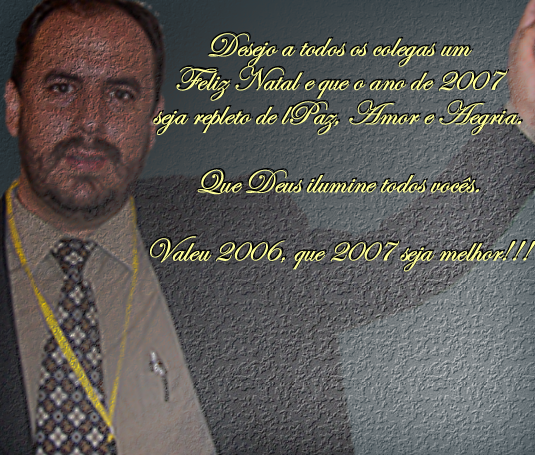 Desejo a todos os colegas um
Feliz Natal e que o ano de 2007
seja repleto de lPaz, Amor e Aegria.
Que Deus ilumine todos vocês.
Valeu 2006, que 2007 seja melhor!!!